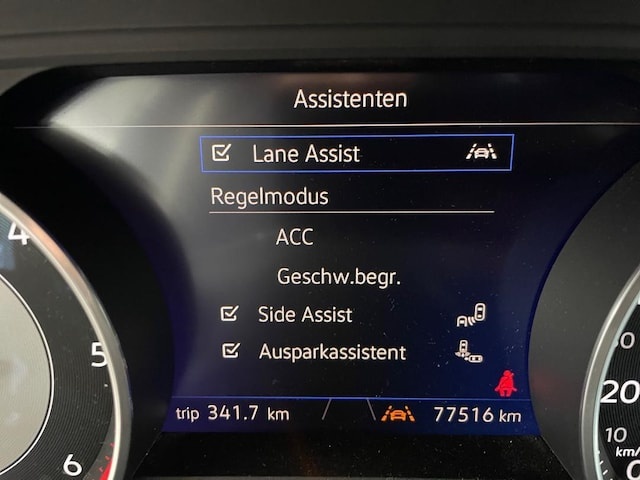 Assistenten
Lane Assist
Regelmodus
ACC
Geschw.begr.
Side Assist
Ausparkassistent
trip 341.7 km 77516 km
4
5
6
20
10
km/